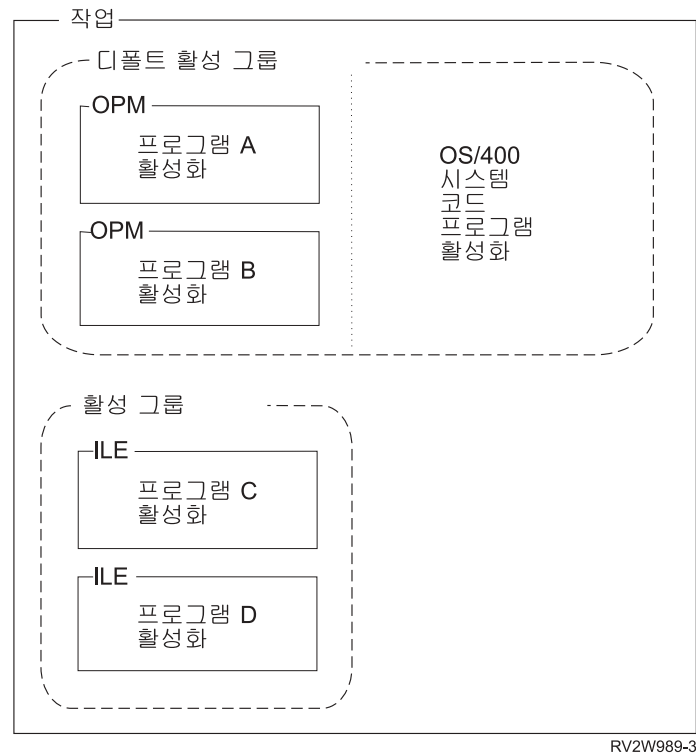 작업
디폴트 활성 그룹
OPM
프로그램 A
활성화
OPM
프로그램 B
활성화
OS/400
시스템
코드
프로그램
활성화
활성 그룹
ILE
프로그램 C
활성화
ILE
프로그램 D
활성화
RV2W989-3